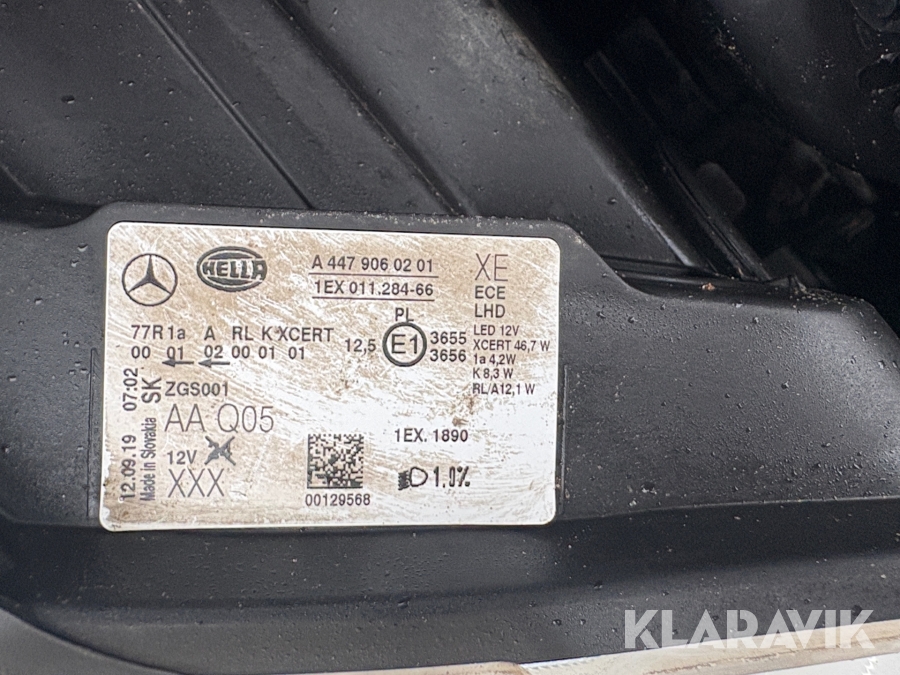 HELLA
A 447 906 02 01
1EX 011.284-66
XE
ECE
LHD
LED 12V
XCERT 46,7 W
1a 4,2W
K 8,3 W
RL/A12,1 W
77R 1a A RL K XCERT
00 01 02 00 01 01
PL
12,5 E1 3655
3656
ZGS001
AA Q05
12V
XXX
12.09.19 07:02
Made in Slovakia SK
00129568
1EX. 1890
1,0%
KLARAVIK